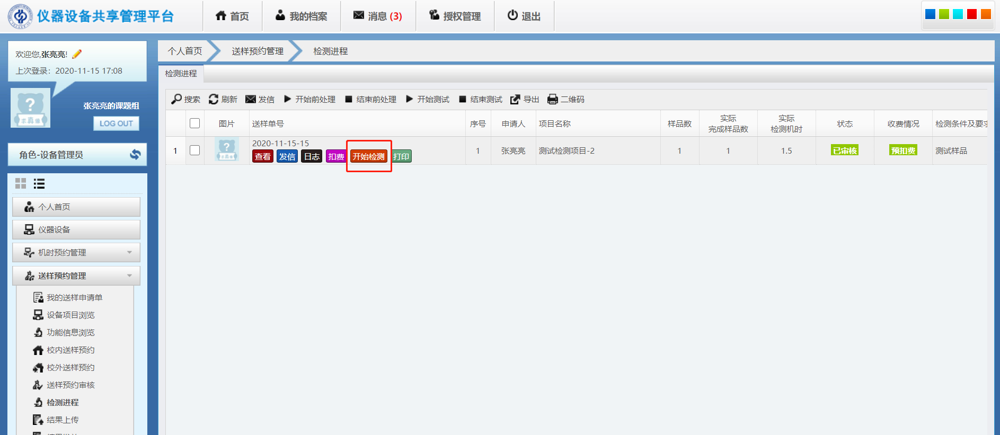 仪器设备共享管理平台
首页
我的档案
消息 (3)
授权管理
退出
欢迎您,张亮亮!
上次登录：2020-11-15 17:08
?
求真像
张亮亮的课题组
LOG OUT
角色-设备管理员
个人首页
仪器设备
机时预约管理
送样预约管理
我的送样申请单
设备项目浏览
功能信息浏览
校内送样预约
校外送样预约
送样预约审核
检测进程
结果上传
个人首页 送样预约管理 检测进程
检测进程
搜索 刷新 发信 开始前处理 结束前处理 开始测试 结束测试 导出 二维码
图片 送样单号 序号 申请人 项目名称 样品数 实际完成样品数 实际检测机时 状态 收费情况 检测条件及要求
1 ? 求真像 2020-11-15-15 1 张亮亮 测试检测项目-2 1 1 1.5 已审核 预扣费 测试样品
查看 发信 日志 扣费 开始检测 打印